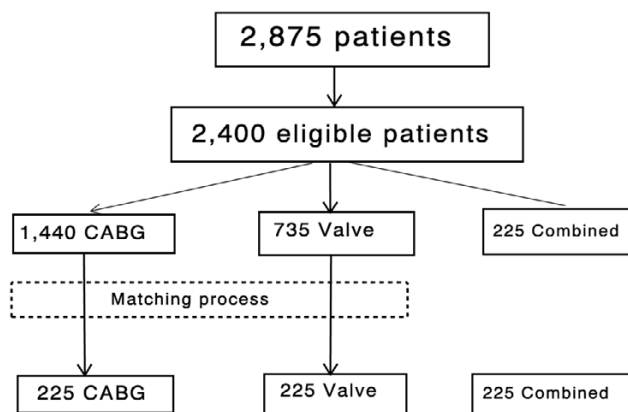 2,875 patients
2,400 eligible patients
1,440 CABG
735 Valve
225 Combined
Matching process
225 CABG
225 Valve
225 Combined